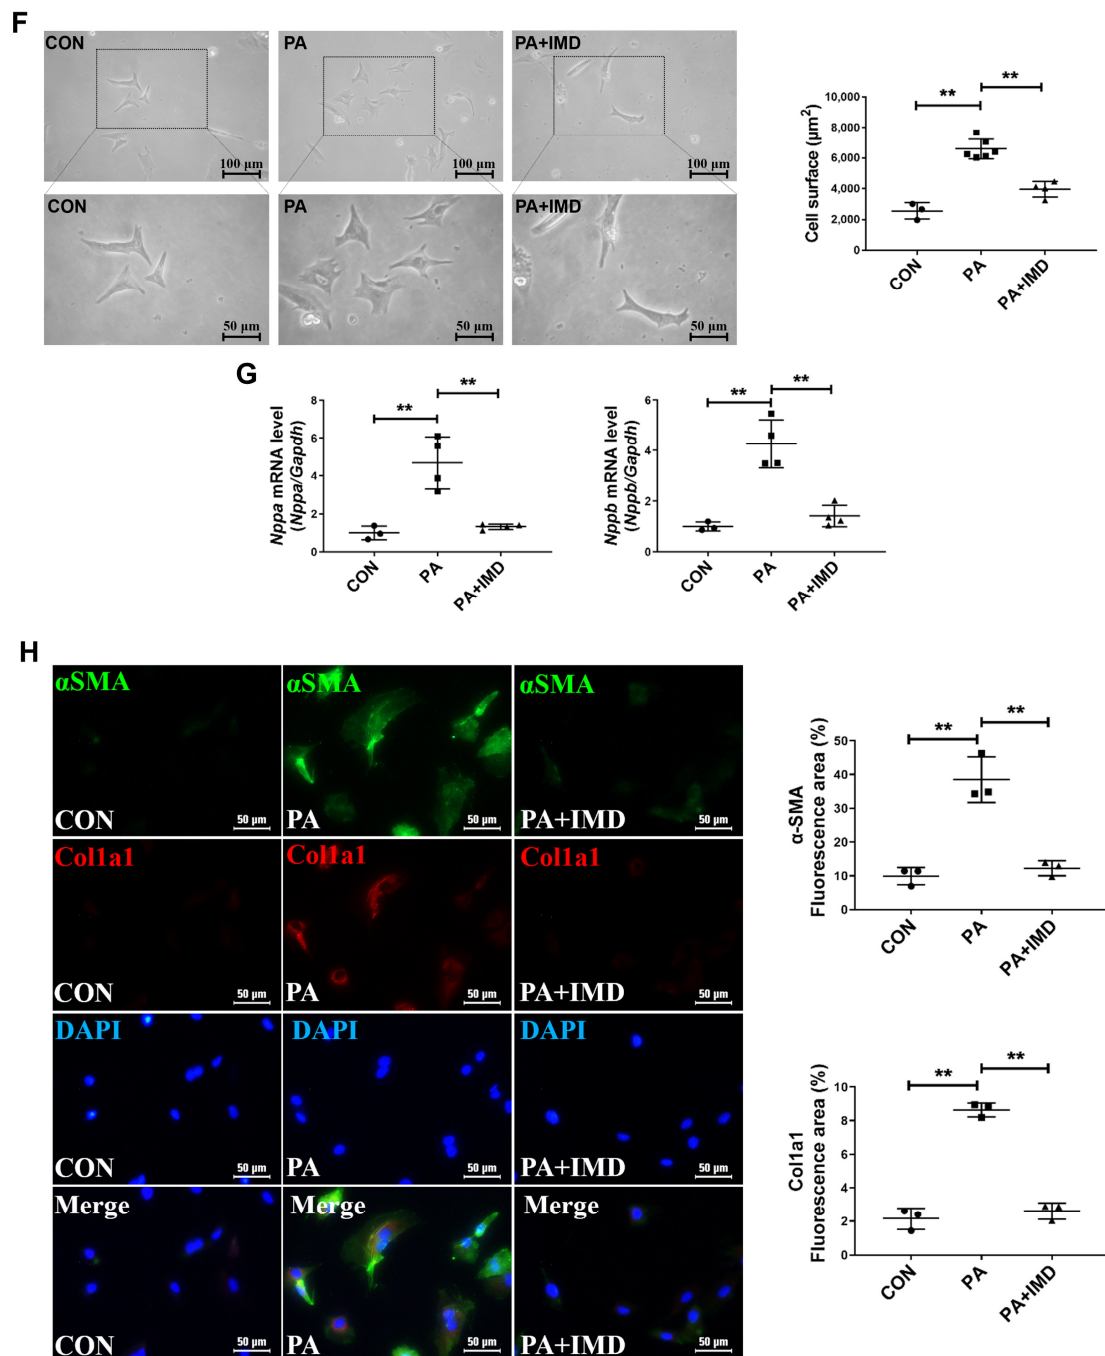 F
CON
PA
PA+IMD
100 µm
100 µm
100 µm
CON
PA
PA+IMD
50 µm
50 µm
50 µm
Cell surface (µm²)
10,000
8,000
6,000
4,000
2,000
0
**
**
CON
PA
PA+IMD
G
Nppa mRNA level
(Nppa/Gapdh)
8
6
4
2
0
**
**
CON
PA
PA+IMD
Nppb mRNA level
(Nppb/Gapdh)
6
4
2
0
**
**
CON
PA
PA+IMD
H
αSMA
CON
50 µm
αSMA
PA
50 µm
αSMA
PA+IMD
50 µm
Col1a1
CON
50 µm
Col1a1
PA
50 µm
Col1a1
PA+IMD
50 µm
DAPI
CON
50 µm
DAPI
PA
50 µm
DAPI
PA+IMD
50 µm
Merge
CON
50 µm
Merge
PA
50 µm
Merge
PA+IMD
50 µm
α-SMA
Fluorescence area (%)
50
40
30
20
10
0
**
**
CON
PA
PA+IMD
Col1a1
Fluorescence area (%)
10
8
6
4
2
0
**
**
CON
PA
PA+IMD